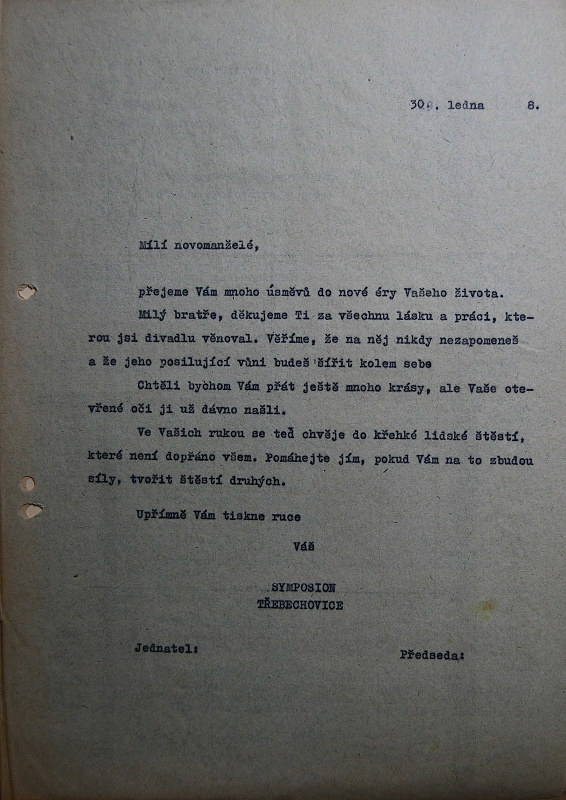 30. ledna 8.
Milí novomanželé,
přejeme Vám mnoho úsměvů do nové éry Vašeho života.
Milý bratře, děkujeme Ti za všechnu lásku a práci, kte-
rou jsi divadlu věnoval. Věříme, že na něj nikdy nezapomeneš
a že jeho posilující vůni budeš šířit kolem sebe
Chtěli bychom Vám přát ještě mnoho krásy, ale Vaše ote-
vřené oči ji už dávno našli.
Ve Vašich rukou se teď chvěje do křehké lidské štěstí,
které není dopřáno všem. Pomáhejte jím, pokud Vám na to zbudou
síly, tvořit štěstí druhých.
Upřímně Vám tiskne ruce
Váš
SYMPOSION
TŘEBECHOVICE
Jednatel:
Předseda: